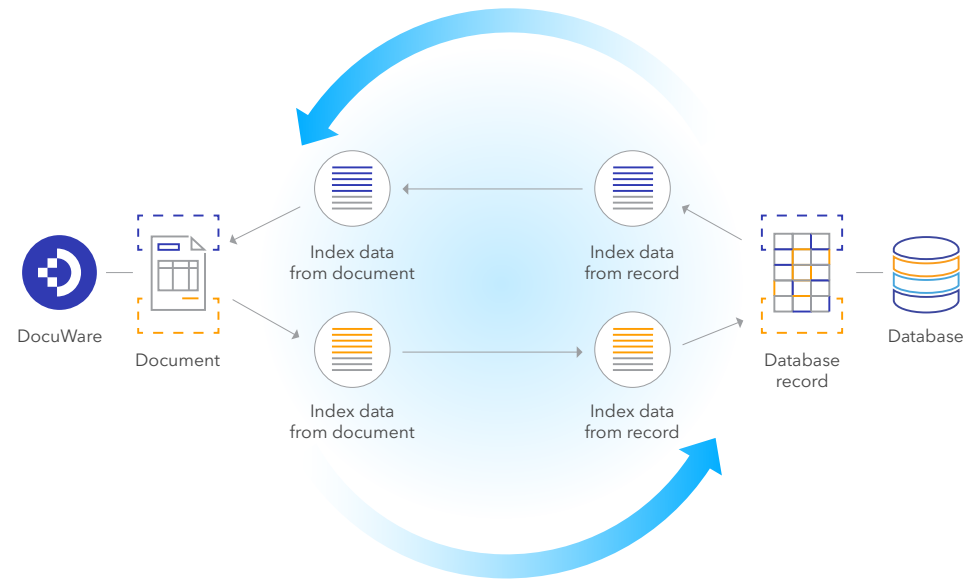 Index data
from document
Index data
from record
DocuWare
Document
Database
record
Database
Index data
from document
Index data
from record